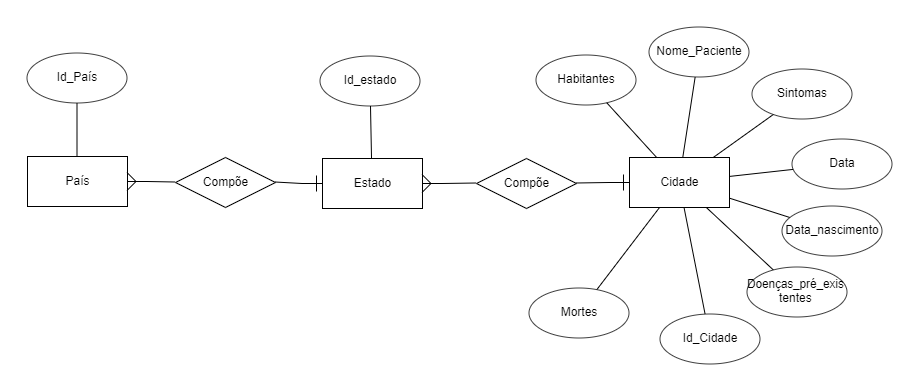 Nome_Paciente
Id_País
Id_estado
Habitantes
Sintomas
Data
País
Compõe
Estado
Compõe
Cidade
Data_nascimento
Doenças_pré_exis
tentes
Mortes
Id_Cidade